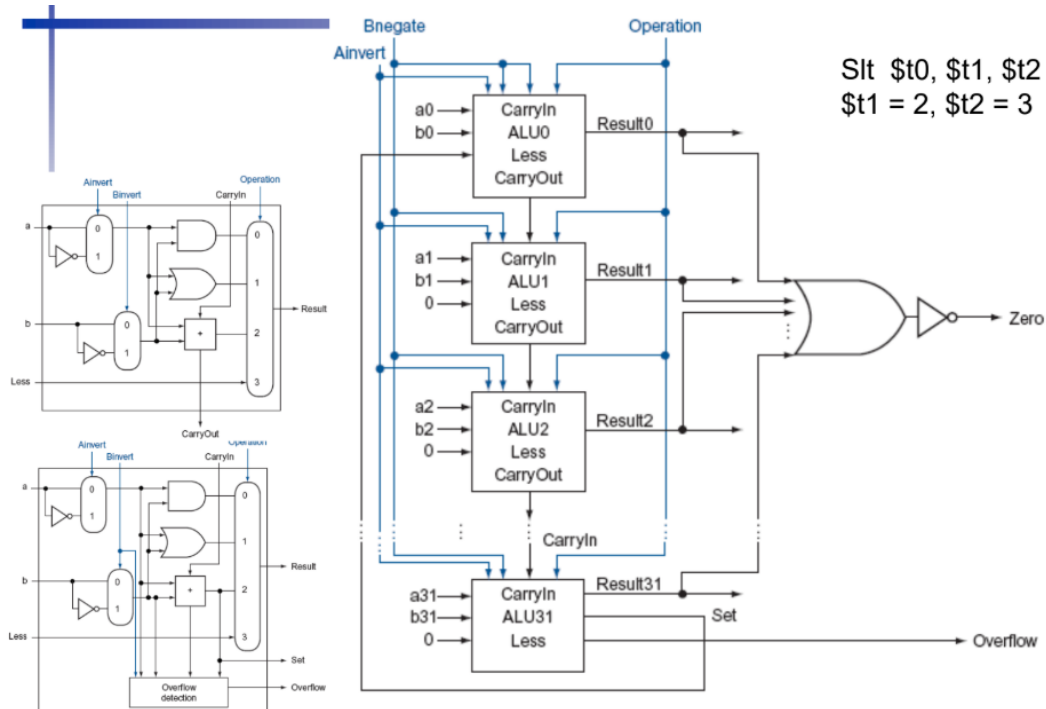 Bnegate
Operation
Ainvert
Slt $t0, $t1, $t2
$t1 = 2, $t2 = 3
a0
b0
CarryIn
ALU0
Less
CarryOut
Result0
a1
b1
0
CarryIn
ALU1
Less
CarryOut
Result1
a2
b2
0
CarryIn
ALU2
Less
CarryOut
Result2
Zero
CarryIn
a31
b31
0
CarryIn
ALU31
Less
Result31
Set
Overflow
Ainvert
Binvert
Operation
CarryIn
a
0
1
b
0
1
+
0
1
2
3
Result
Less
CarryOut
Ainvert
Binvert
Operation
CarryIn
a
0
1
b
0
1
+
0
1
2
3
Result
Less
Set
Overflow
detection
Overflow